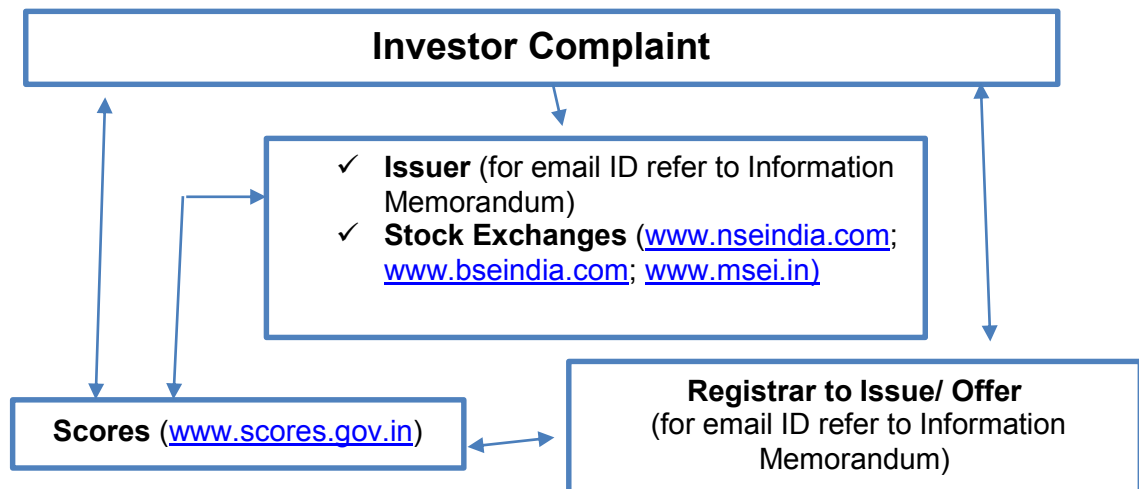 Investor Complaint
✓ Issuer (for email ID refer to Information
Memorandum)
✓ Stock Exchanges (www.nseindia.com;
www.bseindia.com; www.msei.in)
Registrar to Issue/ Offer
(for email ID refer to Information
Memorandum)
Scores (www.scores.gov.in)